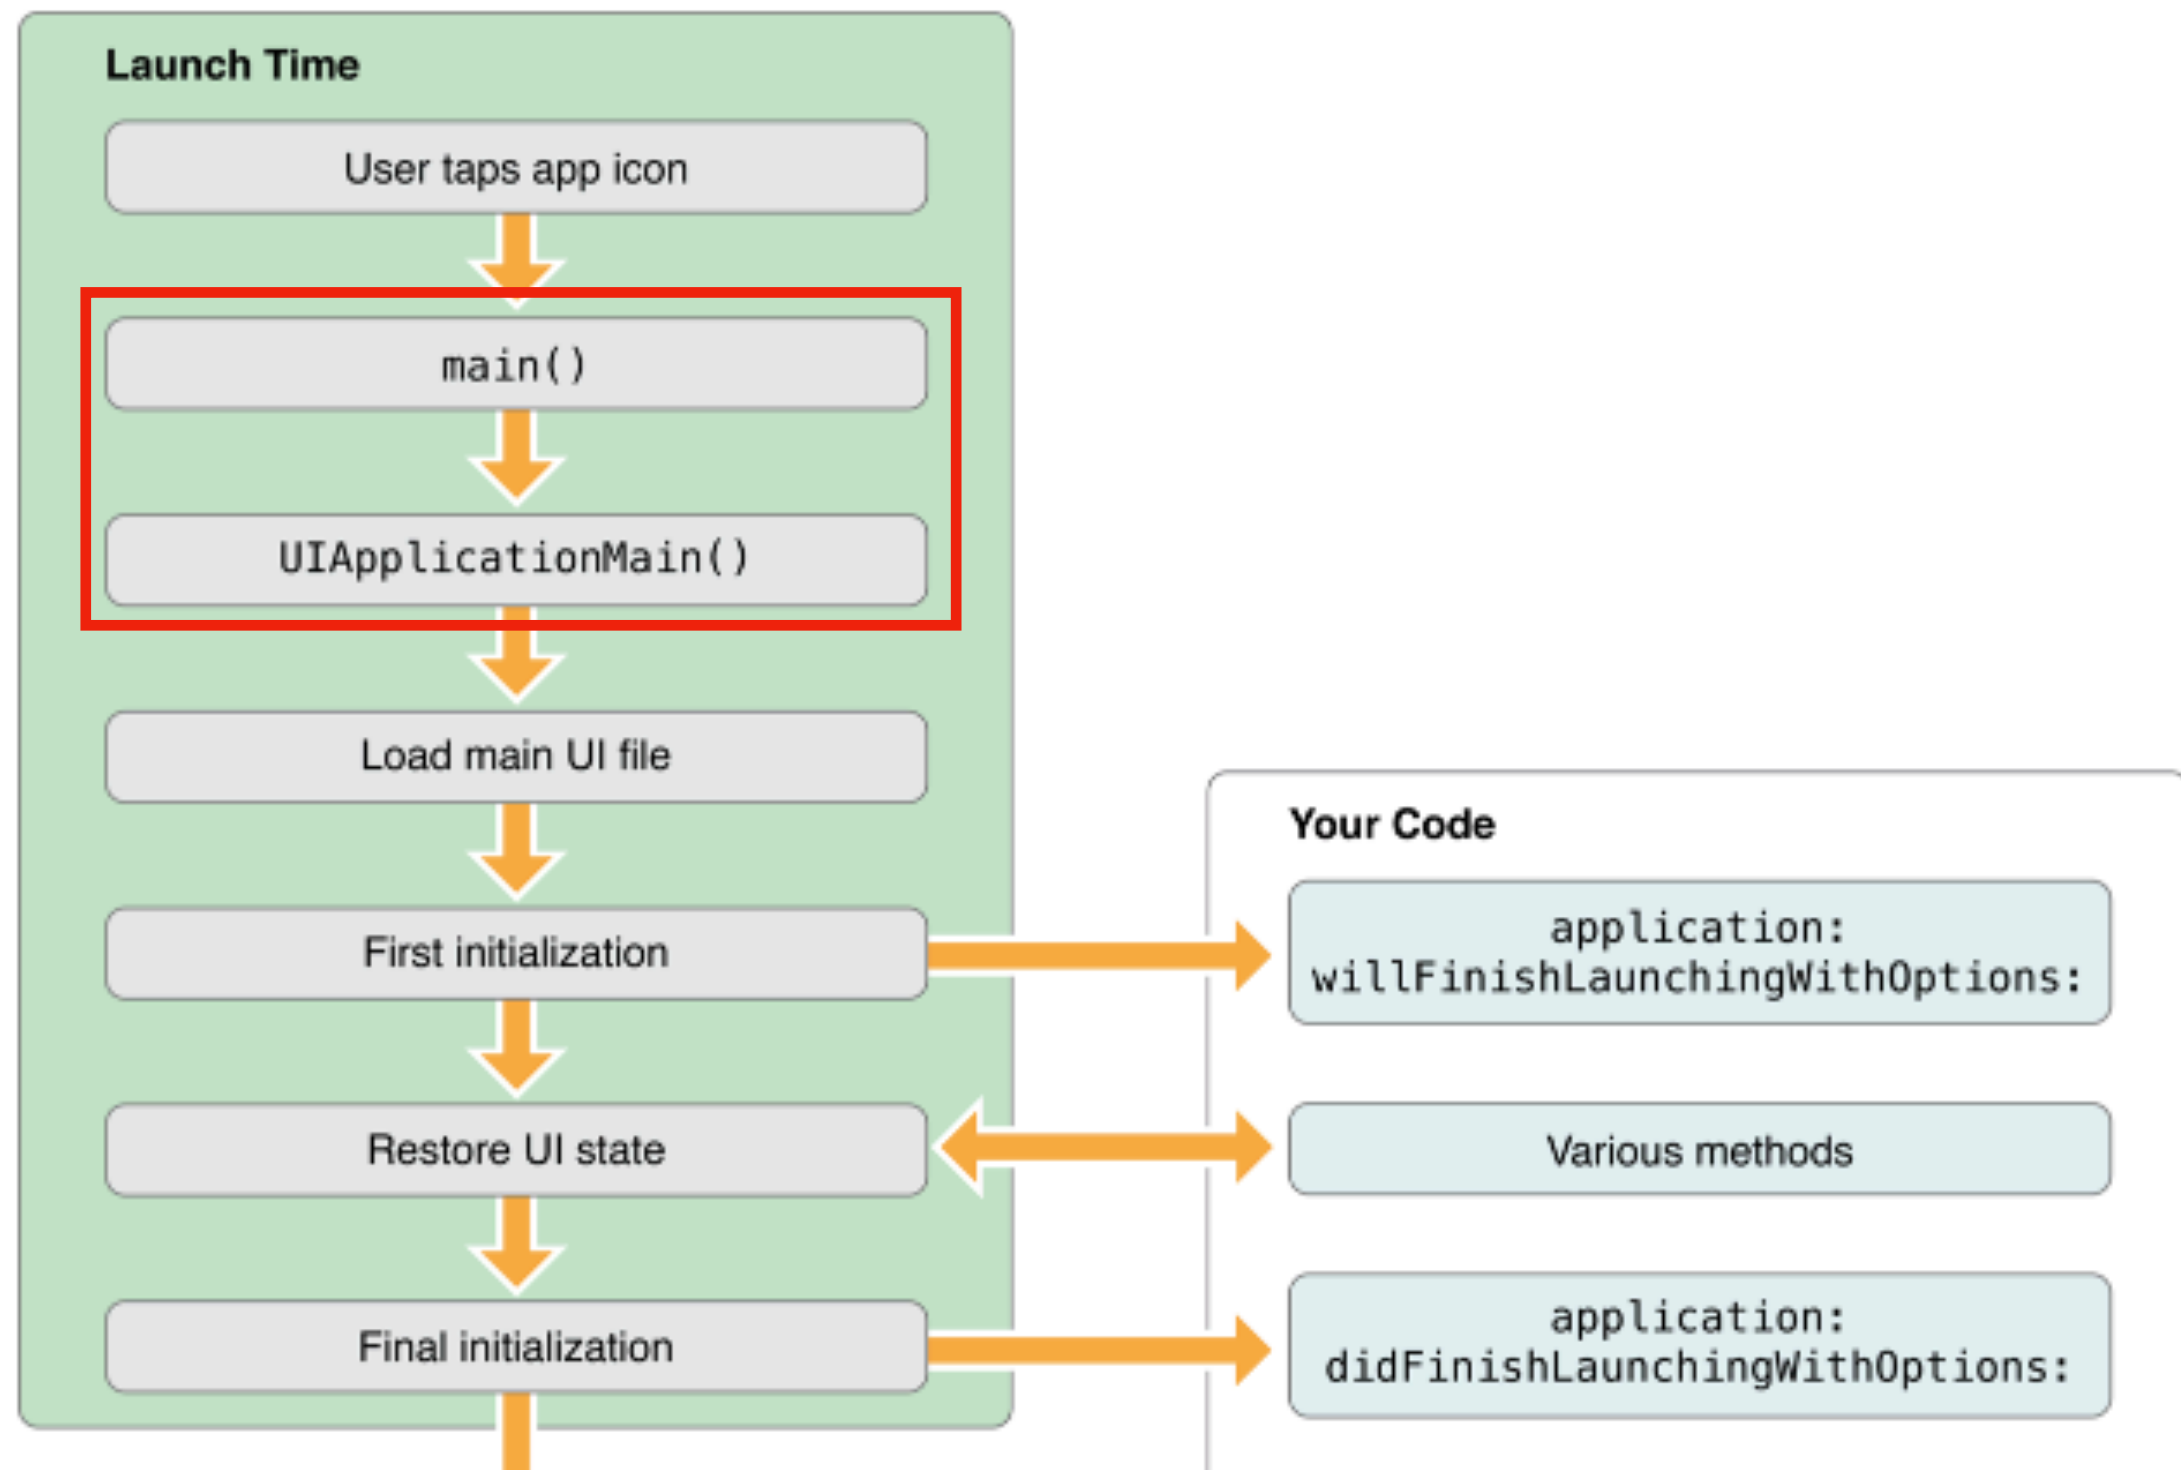 Launch Time
User taps app icon
main()
UIApplicationMain()
Load main UI file
First initialization
Restore UI state
Final initialization
Your Code
application:
willFinishLaunchingWithOptions:
Various methods
application:
didFinishLaunchingWithOptions: